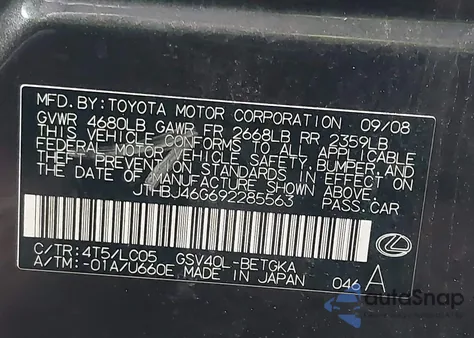 MFD. BY: TOYOTA MOTOR CORPORATION 09/08
GVWR 4680LB GAWR FR 2668LB RR 2359LB
THIS VEHICLE CONFORMS TO ALL APPLICABLE
FEDERAL MOTOR VEHICLE SAFETY, BUMPER, AND
THEFT PREVENTION STANDARDS IN EFFECT ON
THE DATE OF MANUFACTURE SHOWN ABOVE.
JTHBJ46G692285563 PASS.CAR
C/TR: 4T5/LC05 GSV40L-BETGKA
A/TM: -01A/U660E MADE IN JAPAN 046 A
autoSnap